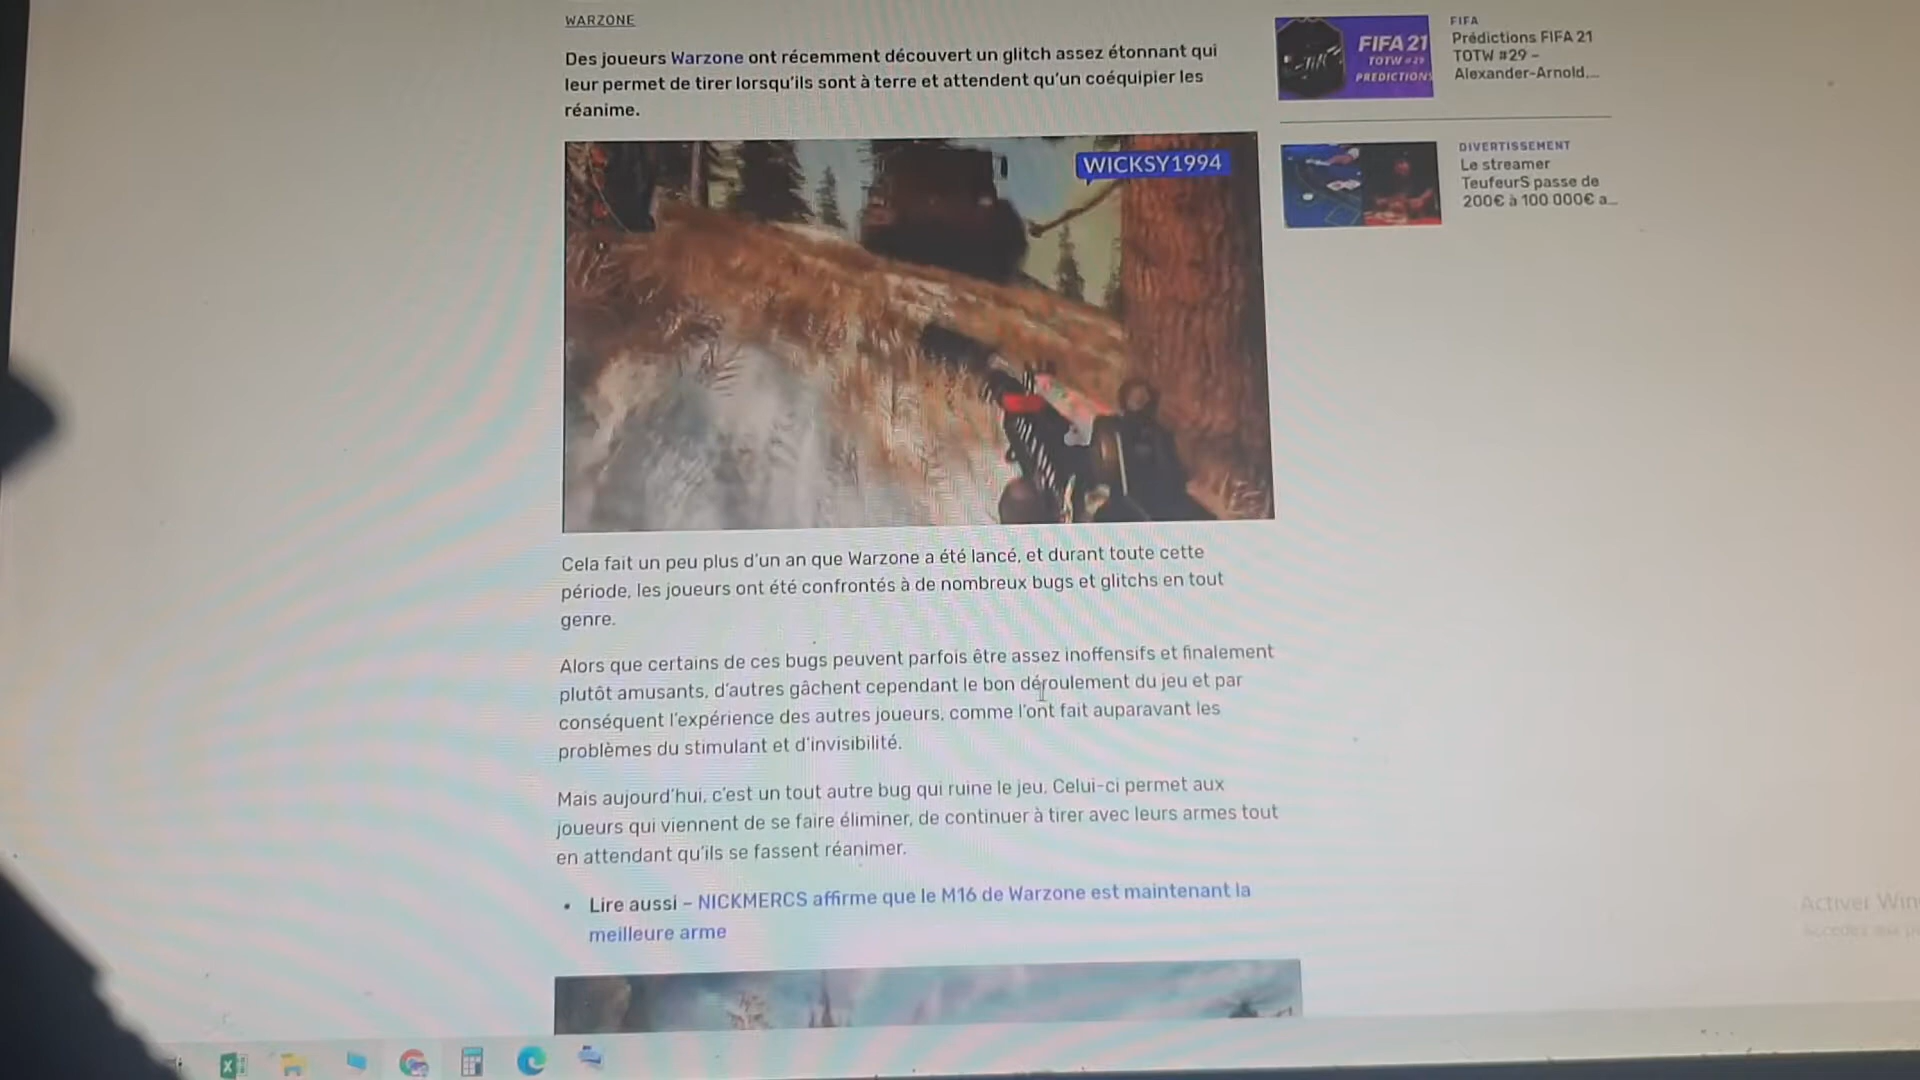 WARZONE
Des joueurs Warzone ont récemment découvert un glitch assez étonnant qui
leur permet de tirer lorsqu'ils sont à terre et attendent qu'un coéquipier les
réanime.
WICKSY1994
Cela fait un peu plus d'un an que Warzone a été lancé, et durant toute cette
période, les joueurs ont été confrontés à de nombreux bugs et glitchs en tout
genre.
Alors que certains de ces bugs peuvent parfois être assez inoffensifs et finalement
plutôt amusants, d'autres gâchent cependant le bon déroulement du jeu et par
conséquent l'expérience des autres joueurs, comme l'ont fait auparavant les
problèmes du stimulant et d'invisibilité.
Mais aujourd'hui, c'est un tout autre bug qui ruine le jeu. Celui-ci permet aux
joueurs qui viennent de se faire éliminer, de continuer à tirer avec leurs armes tout
en attendant qu'ils se fassent réanimer.
• Lire aussi – NICKMERCS affirme que le M16 de Warzone est maintenant la
meilleure arme
FIFA 21
TOTW #29
PREDICTIONS
FIFA
Prédictions FIFA 21
TOTW #29 –
Alexander-Arnold,...
DIVERTISSEMENT
Le streamer
TeufeurS passe de
200€ à 100 000€ a...
Activer Win